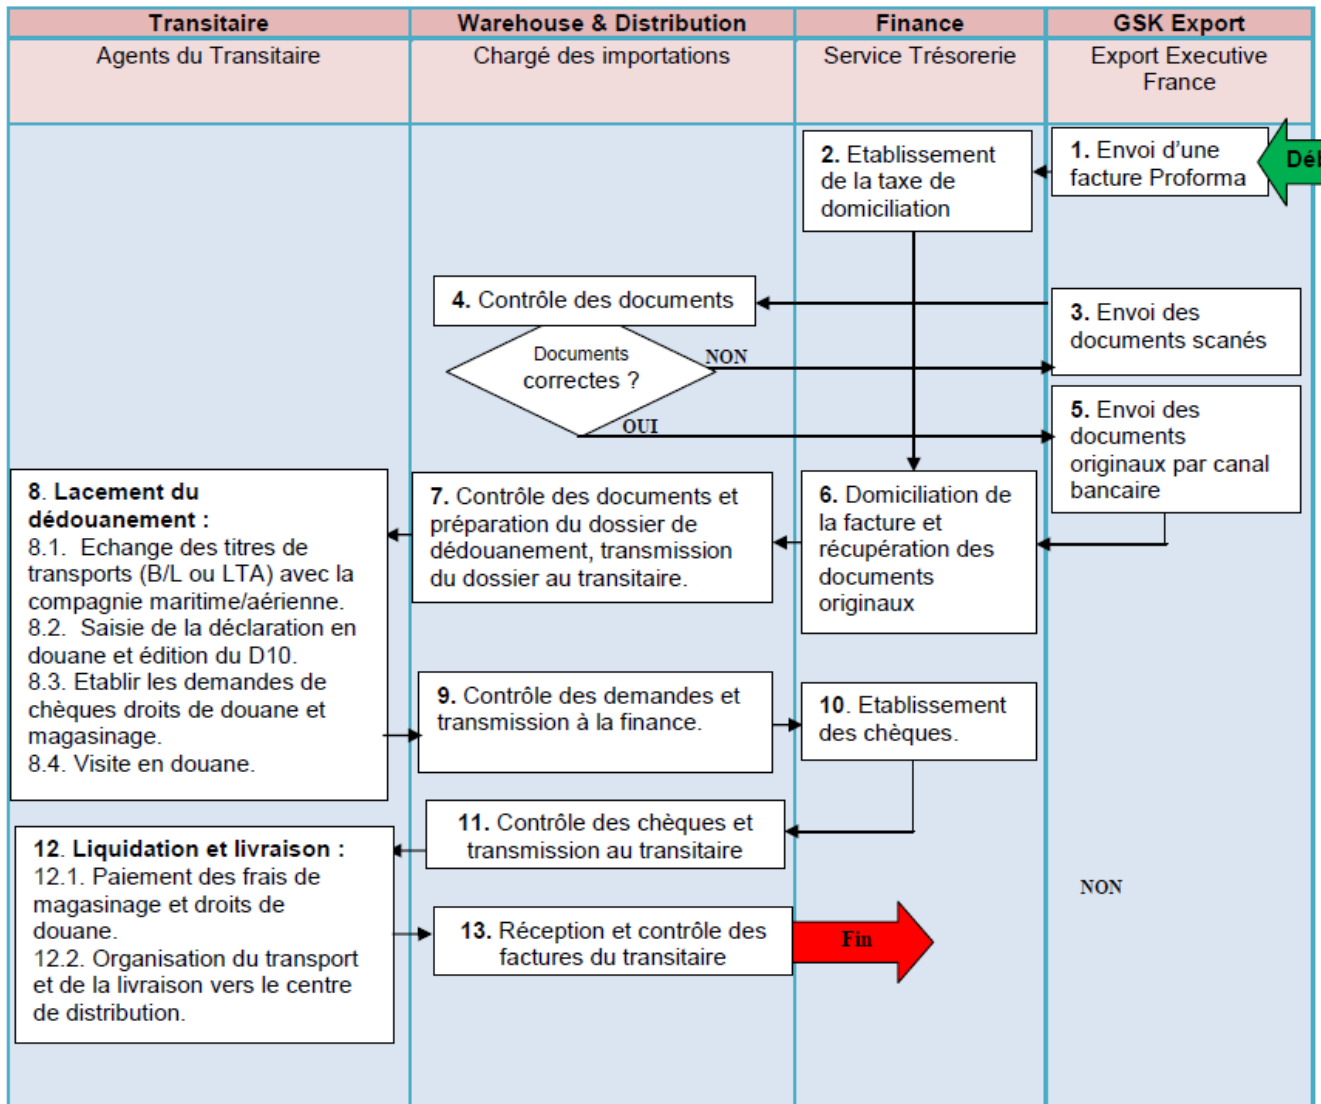 Transitaire
Warehouse & Distribution
Finance
GSK Export
Agents du Transitaire
Chargé des importations
Service Trésorerie
Export Executive
France
1. Envoi d'une
facture Proforma
Déb
2. Etablissement
de la taxe de
domiciliation
3. Envoi des
documents scanés
4. Contrôle des documents
Documents
correctes ?
NON
OUI
5. Envoi des
documents
originaux par canal
bancaire
6. Domiciliation de
la facture et
récupération des
documents
originaux
7. Contrôle des documents et
préparation du dossier de
dédouanement, transmission
du dossier au transitaire.
8. Lacement du
dédouanement :
8.1. Echange des titres de
transports (B/L ou LTA) avec la
compagnie maritime/aérienne.
8.2. Saisie de la déclaration en
douane et édition du D10.
8.3. Etablir les demandes de
chèques droits de douane et
magasinage.
8.4. Visite en douane.
9. Contrôle des demandes et
transmission à la finance.
10. Etablissement
des chèques.
11. Contrôle des chèques et
transmission au transitaire
12. Liquidation et livraison :
12.1. Paiement des frais de
magasinage et droits de
douane.
12.2. Organisation du transport
et de la livraison vers le centre
de distribution.
13. Réception et contrôle des
factures du transitaire
Fin
NON